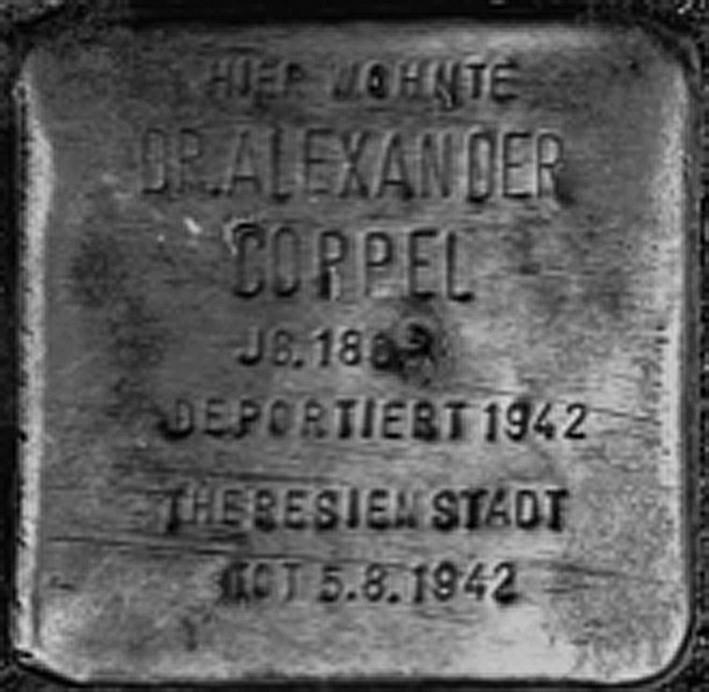 HIER WOHNTE
DR. ALEXANDER
COPPEL
JG.
DEPORTIERT 1942
THERESIENSTADT
TOT 5.8.1942